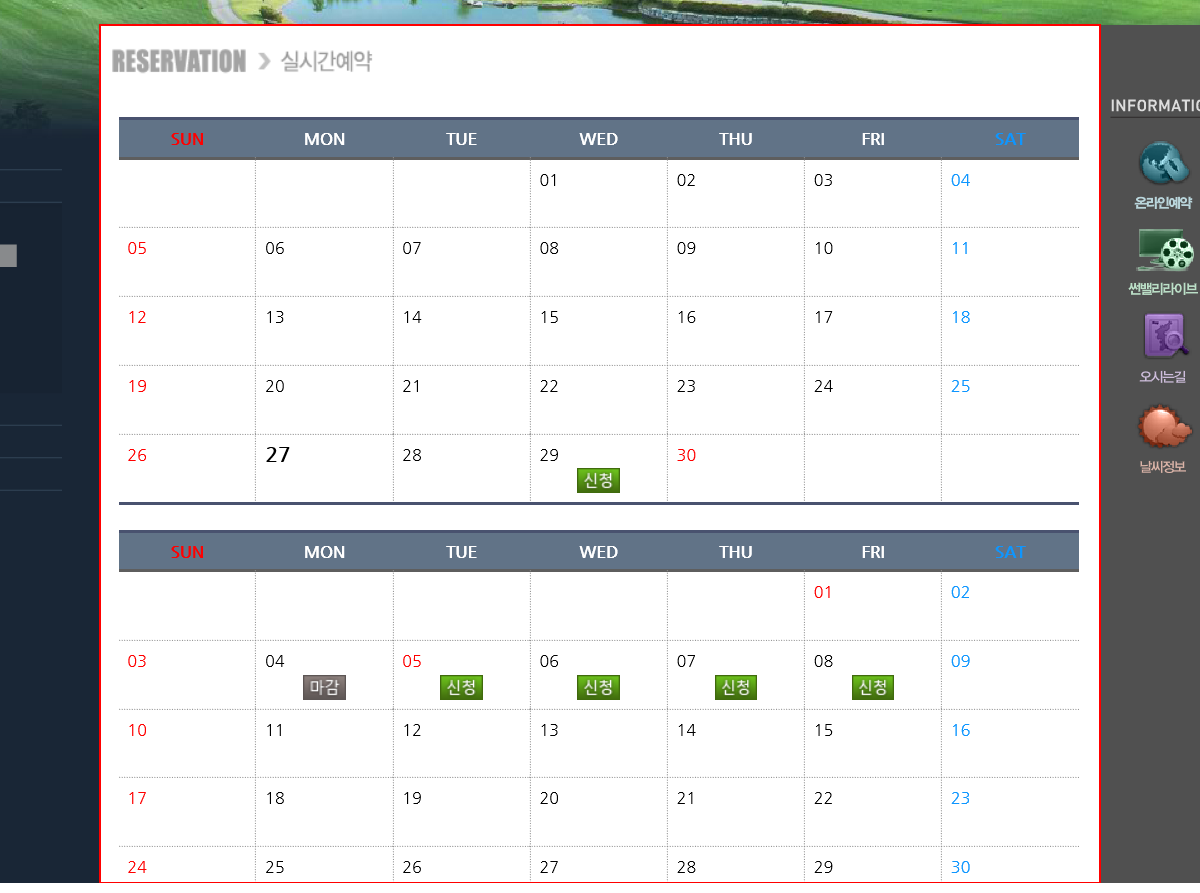 RESERVATION > 실시간예약
INFORMATIO
SUN MON TUE WED THU FRI SAT
01 02 03 04
05 06 07 08 09 10 11
12 13 14 15 16 17 18
19 20 21 22 23 24 25
26 27 28 29 30
신청
SUN MON TUE WED THU FRI SAT
01 02
03 04 05 06 07 08 09
마감 신청 신청 신청 신청
10 11 12 13 14 15 16
17 18 19 20 21 22 23
24 25 26 27 28 29 30
온라인예약
썬밸리라이브
오시는길
날씨정보